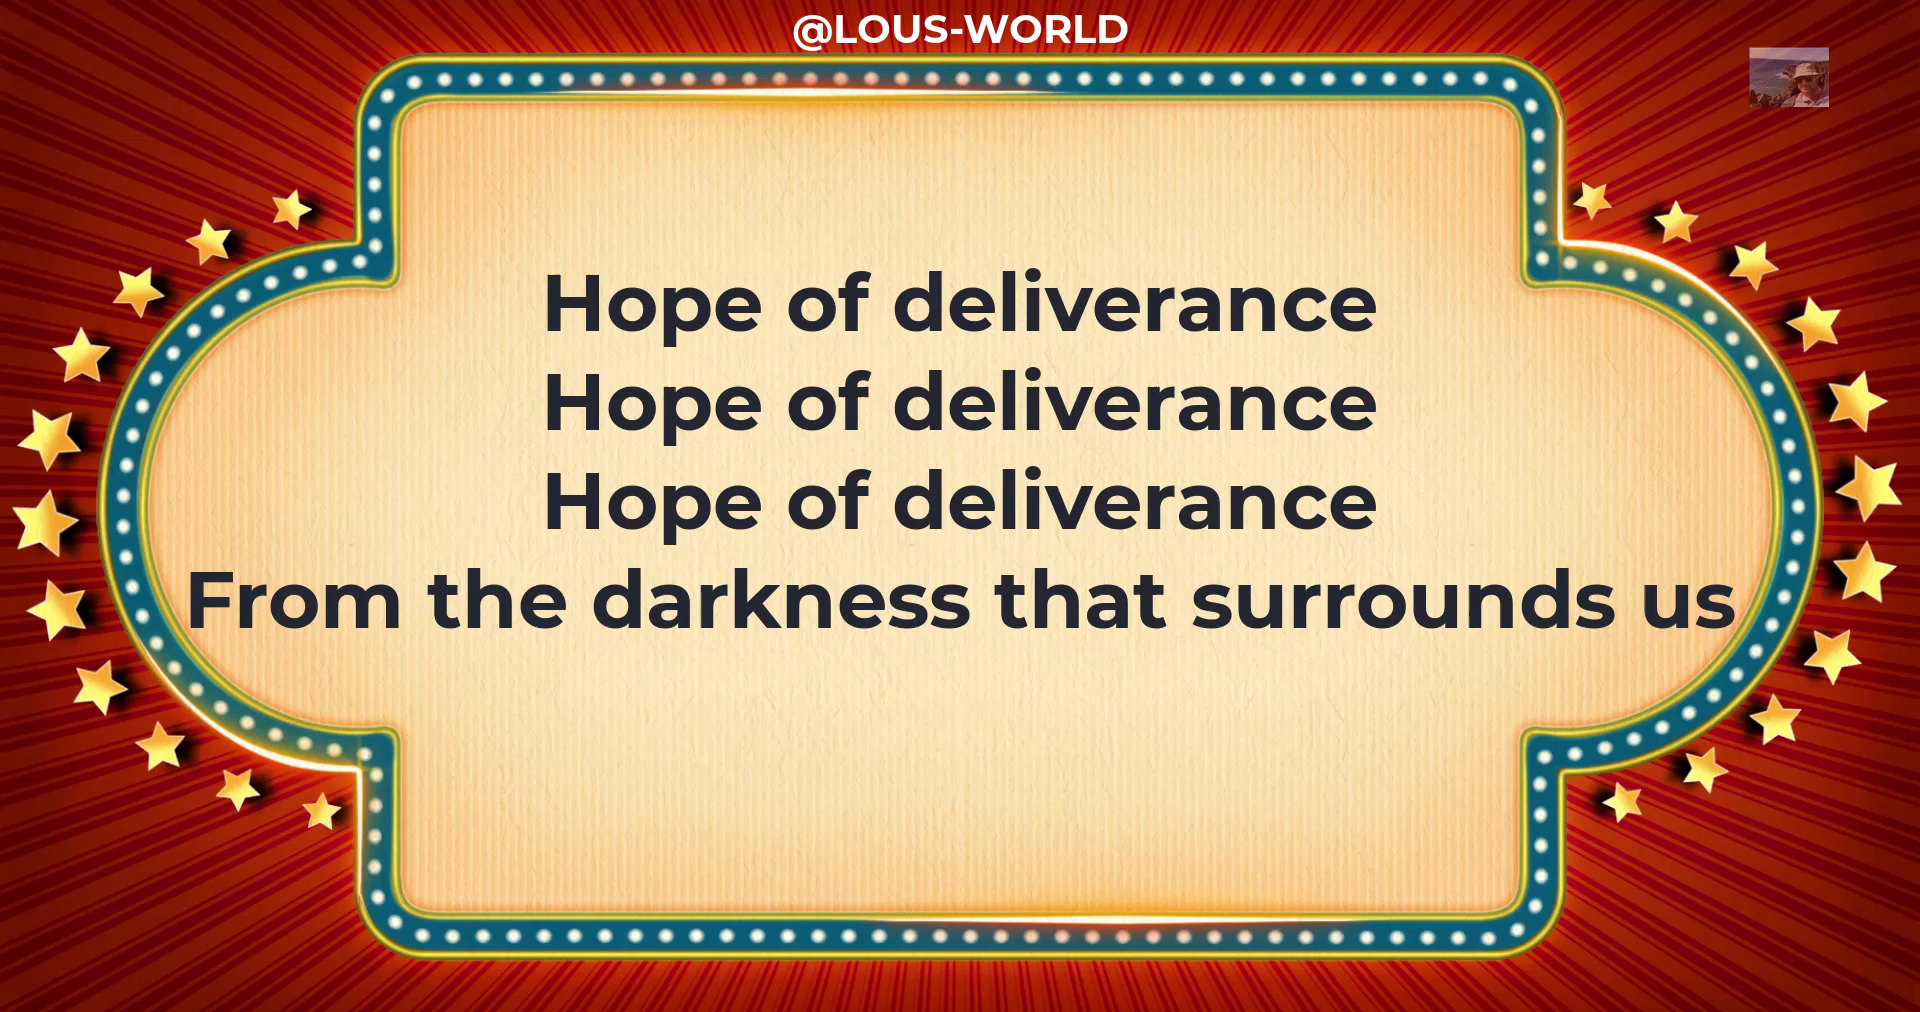 @LOUS-WORLD
Hope of deliverance
Hope of deliverance
Hope of deliverance
From the darkness that surrounds us